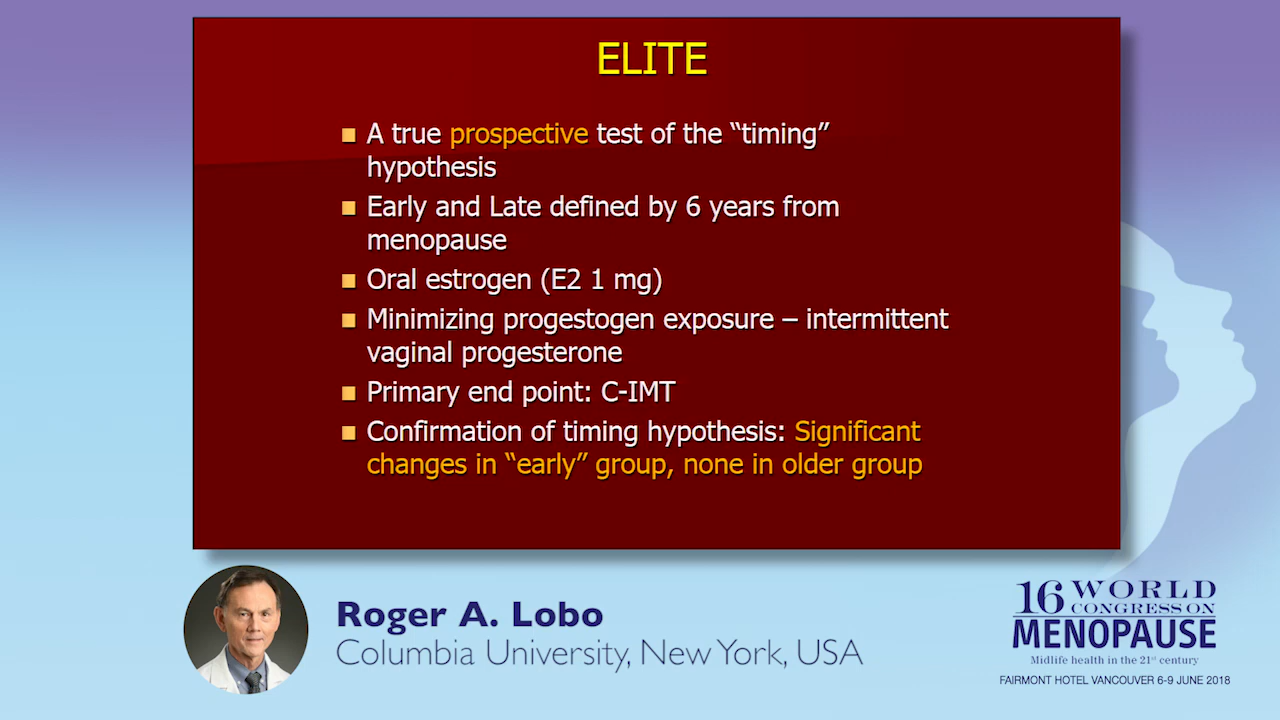 ELITE
A true prospective test of the “timing”
hypothesis
Early and Late defined by 6 years from
menopause
Oral estrogen (E2 1 mg)
Minimizing progestogen exposure – intermittent
vaginal progesterone
Primary end point: C-IMT
Confirmation of timing hypothesis: Significant
changes in “early” group, none in older group
Roger A. Lobo
Columbia University, New York, USA
16 WORLD
CONGRESS ON
MENOPAUSE
Midlife health in the 21st century
FAIRMONT HOTEL VANCOUVER 6-9 JUNE 2018